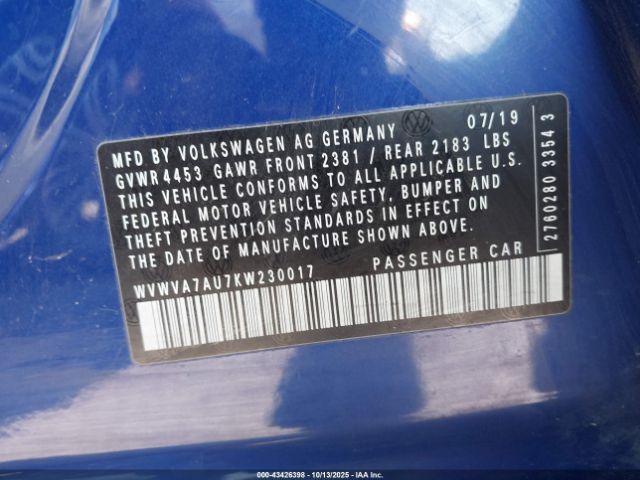 MFD BY VOLKSWAGEN AG GERMANY 07/19
GVWR 4453 GAWR FRONT 2381 / REAR 2183 LBS
THIS VEHICLE CONFORMS TO ALL APPLICABLE U.S.
FEDERAL MOTOR VEHICLE SAFETY, BUMPER AND
THEFT PREVENTION STANDARDS IN EFFECT ON
THE DATE OF MANUFACTURE SHOWN ABOVE.
WVWVA7AU7KW230017 PASSENGER CAR
2760280 3354 3
000-43426398 - 10/13/2025 - COPART, INC.